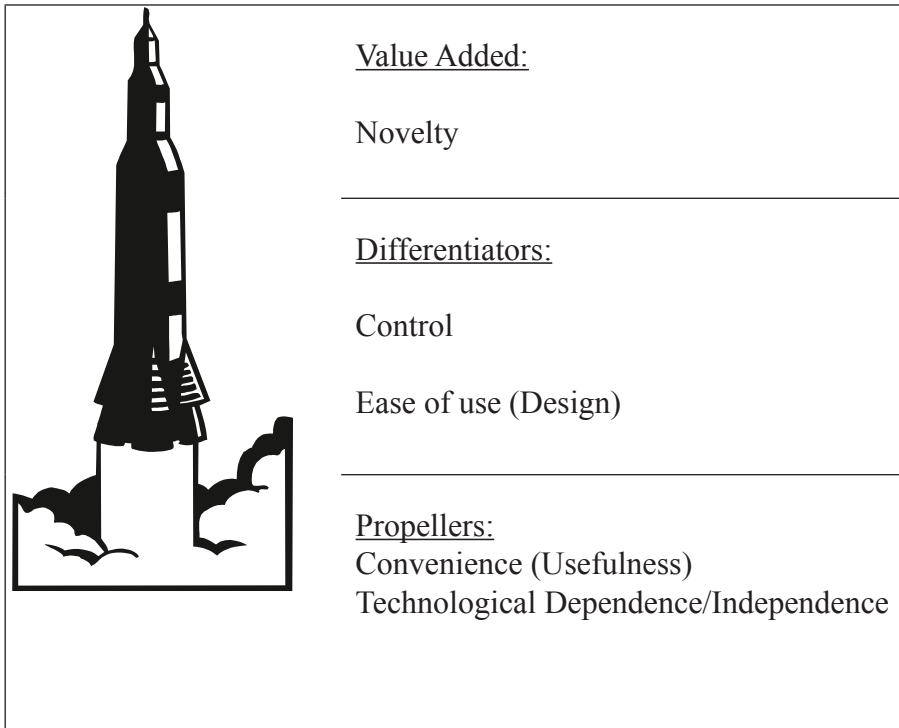 Value Added:
Novelty
Differentiators:
Control
Ease of use (Design)
Propellers:
Convenience (Usefulness)
Technological Dependence/Independence